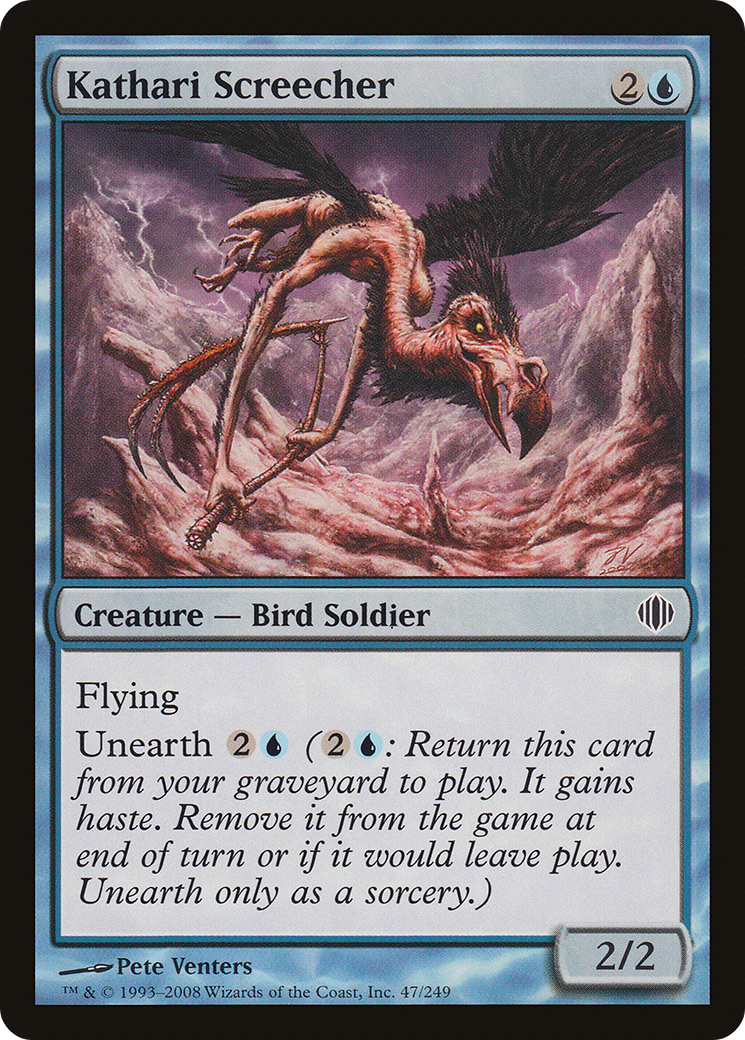 Kathari Screecher 2
Creature — Bird Soldier
Flying
Unearth 2 (2 : Return this card
from your graveyard to play. It gains
haste. Remove it from the game at
end of turn or if it would leave play.
Unearth only as a sorcery.)
2/2
Pete Venters
™ & © 1993–2008 Wizards of the Coast, Inc. 47/249